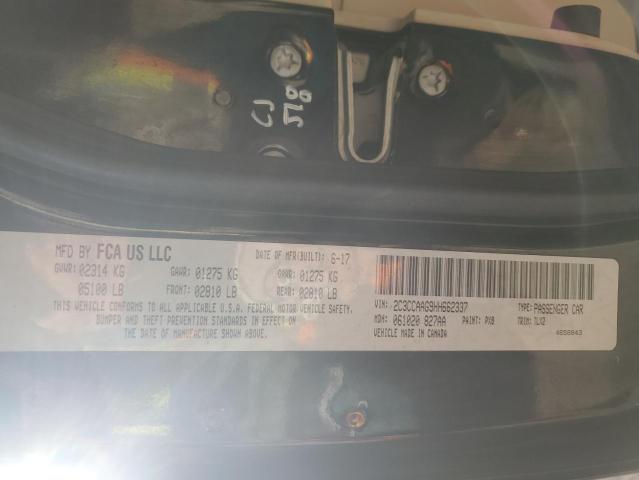 CJ
518
MFD BY FCA US LLC
DATE OF MFR(BUILT): 6-17
GVWR: 02314 KG GAWR: 01275 KG GAWR: 01275 KG
05100 LB FRONT: 02810 LB REAR: 02810 LB
THIS VEHICLE CONFORMS TO ALL APPLICABLE U.S.A. FEDERAL MOTOR VEHICLE SAFETY,
BUMPER AND THEFT PREVENTION STANDARDS IN EFFECT ON
THE DATE OF MANUFACTURE SHOWN ABOVE.
VIN: 2C3CCAAG9HH662337 TYPE: PASSENGER CAR
MDH: 061020 827AA PAINT: PX8 TRIM: TLX2
VEHICLE MADE IN CANADA 4658843